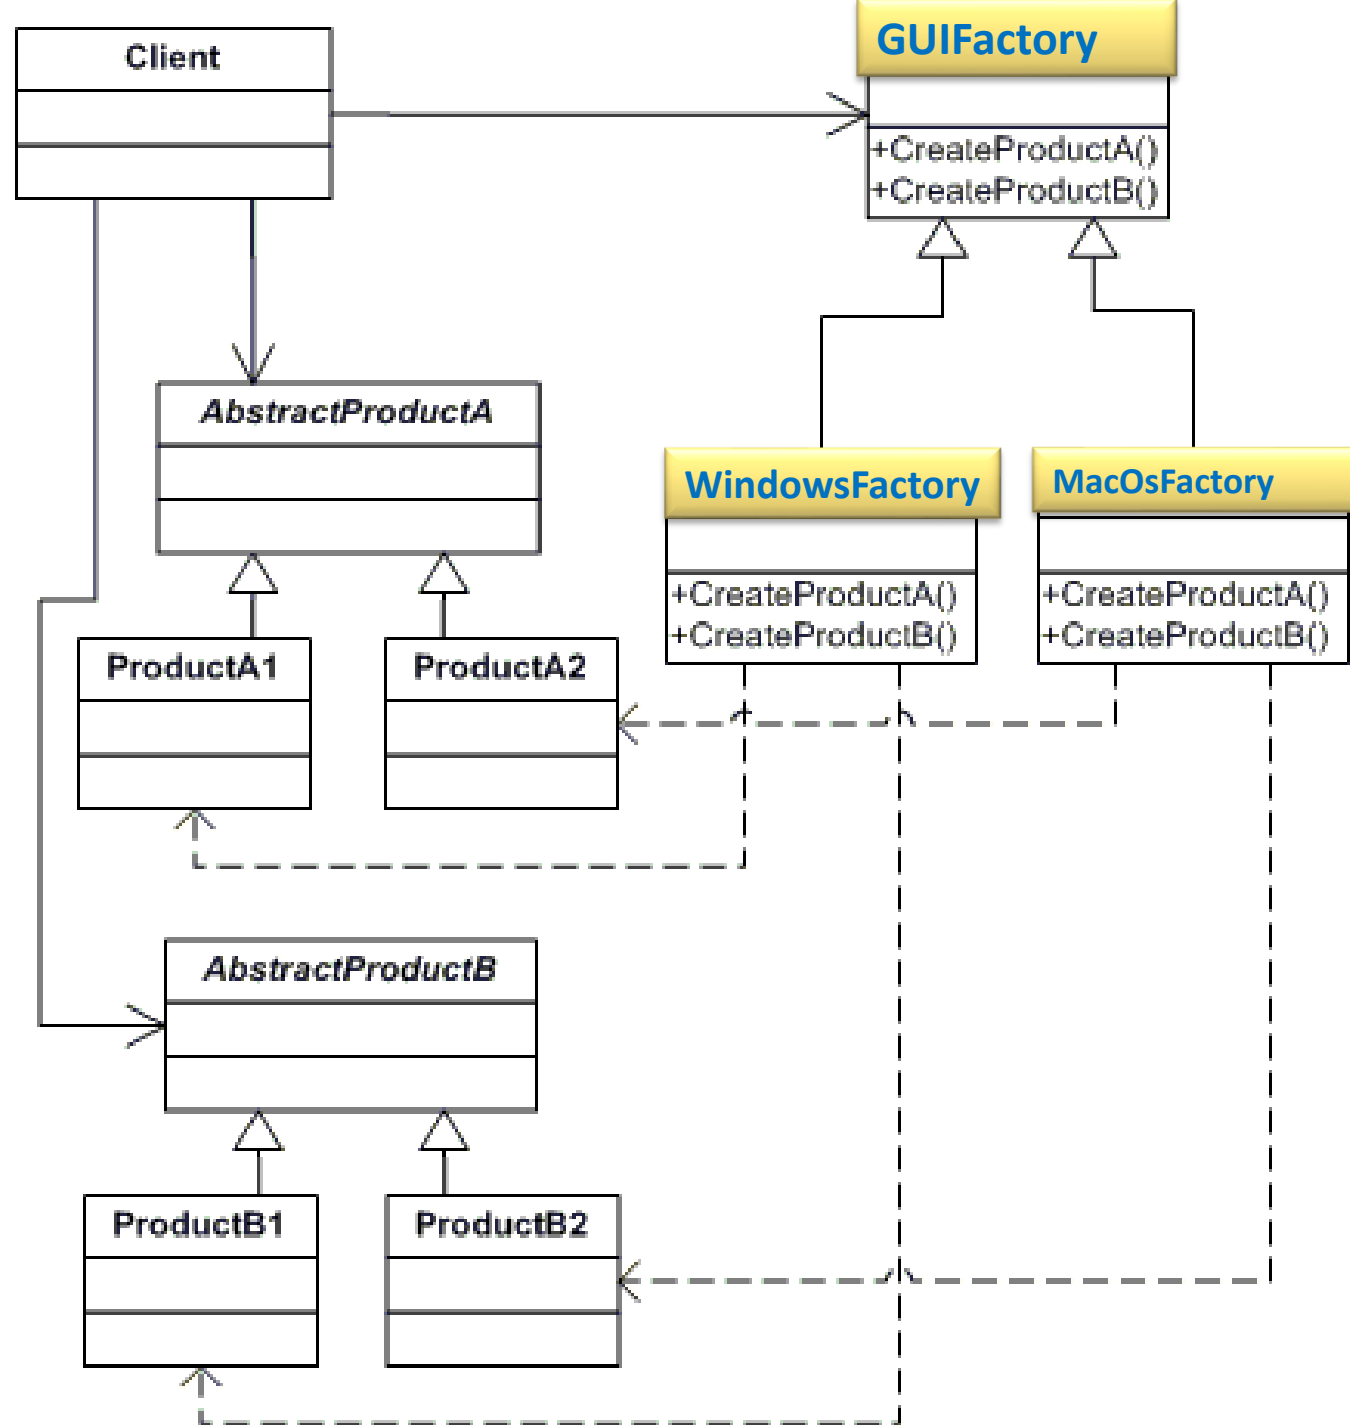 Client
GUIFactory
+CreateProductA()
+CreateProductB()
AbstractProductA
WindowsFactory
MacOsFactory
+CreateProductA()
+CreateProductB()
+CreateProductA()
+CreateProductB()
ProductA1
ProductA2
AbstractProductB
ProductB1
ProductB2